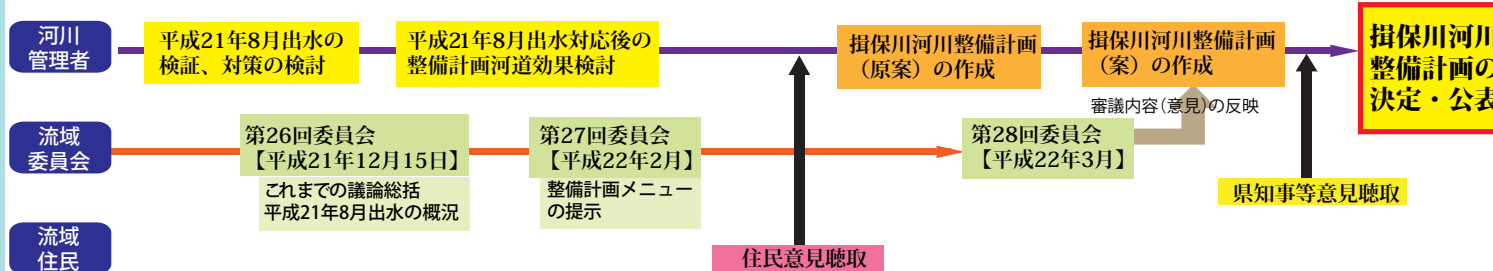 河川
管理者
平成21年8月出水の
検証、対策の検討
平成21年8月出水対応後の
整備計画河道効果検討
揖保川河川整備計画
（原案）の作成
揖保川河川整備計画
（案）の作成
揖保川河川
整備計画の
決定・公表
審議内容（意見）の反映
流域
委員会
第26回委員会
【平成21年12月15日】
これまでの議論総括
平成21年8月出水の概況
第27回委員会
【平成22年2月】
整備計画メニュー
の提示
第28回委員会
【平成22年3月】
県知事等意見聴取
流域
住民
住民意見聴取